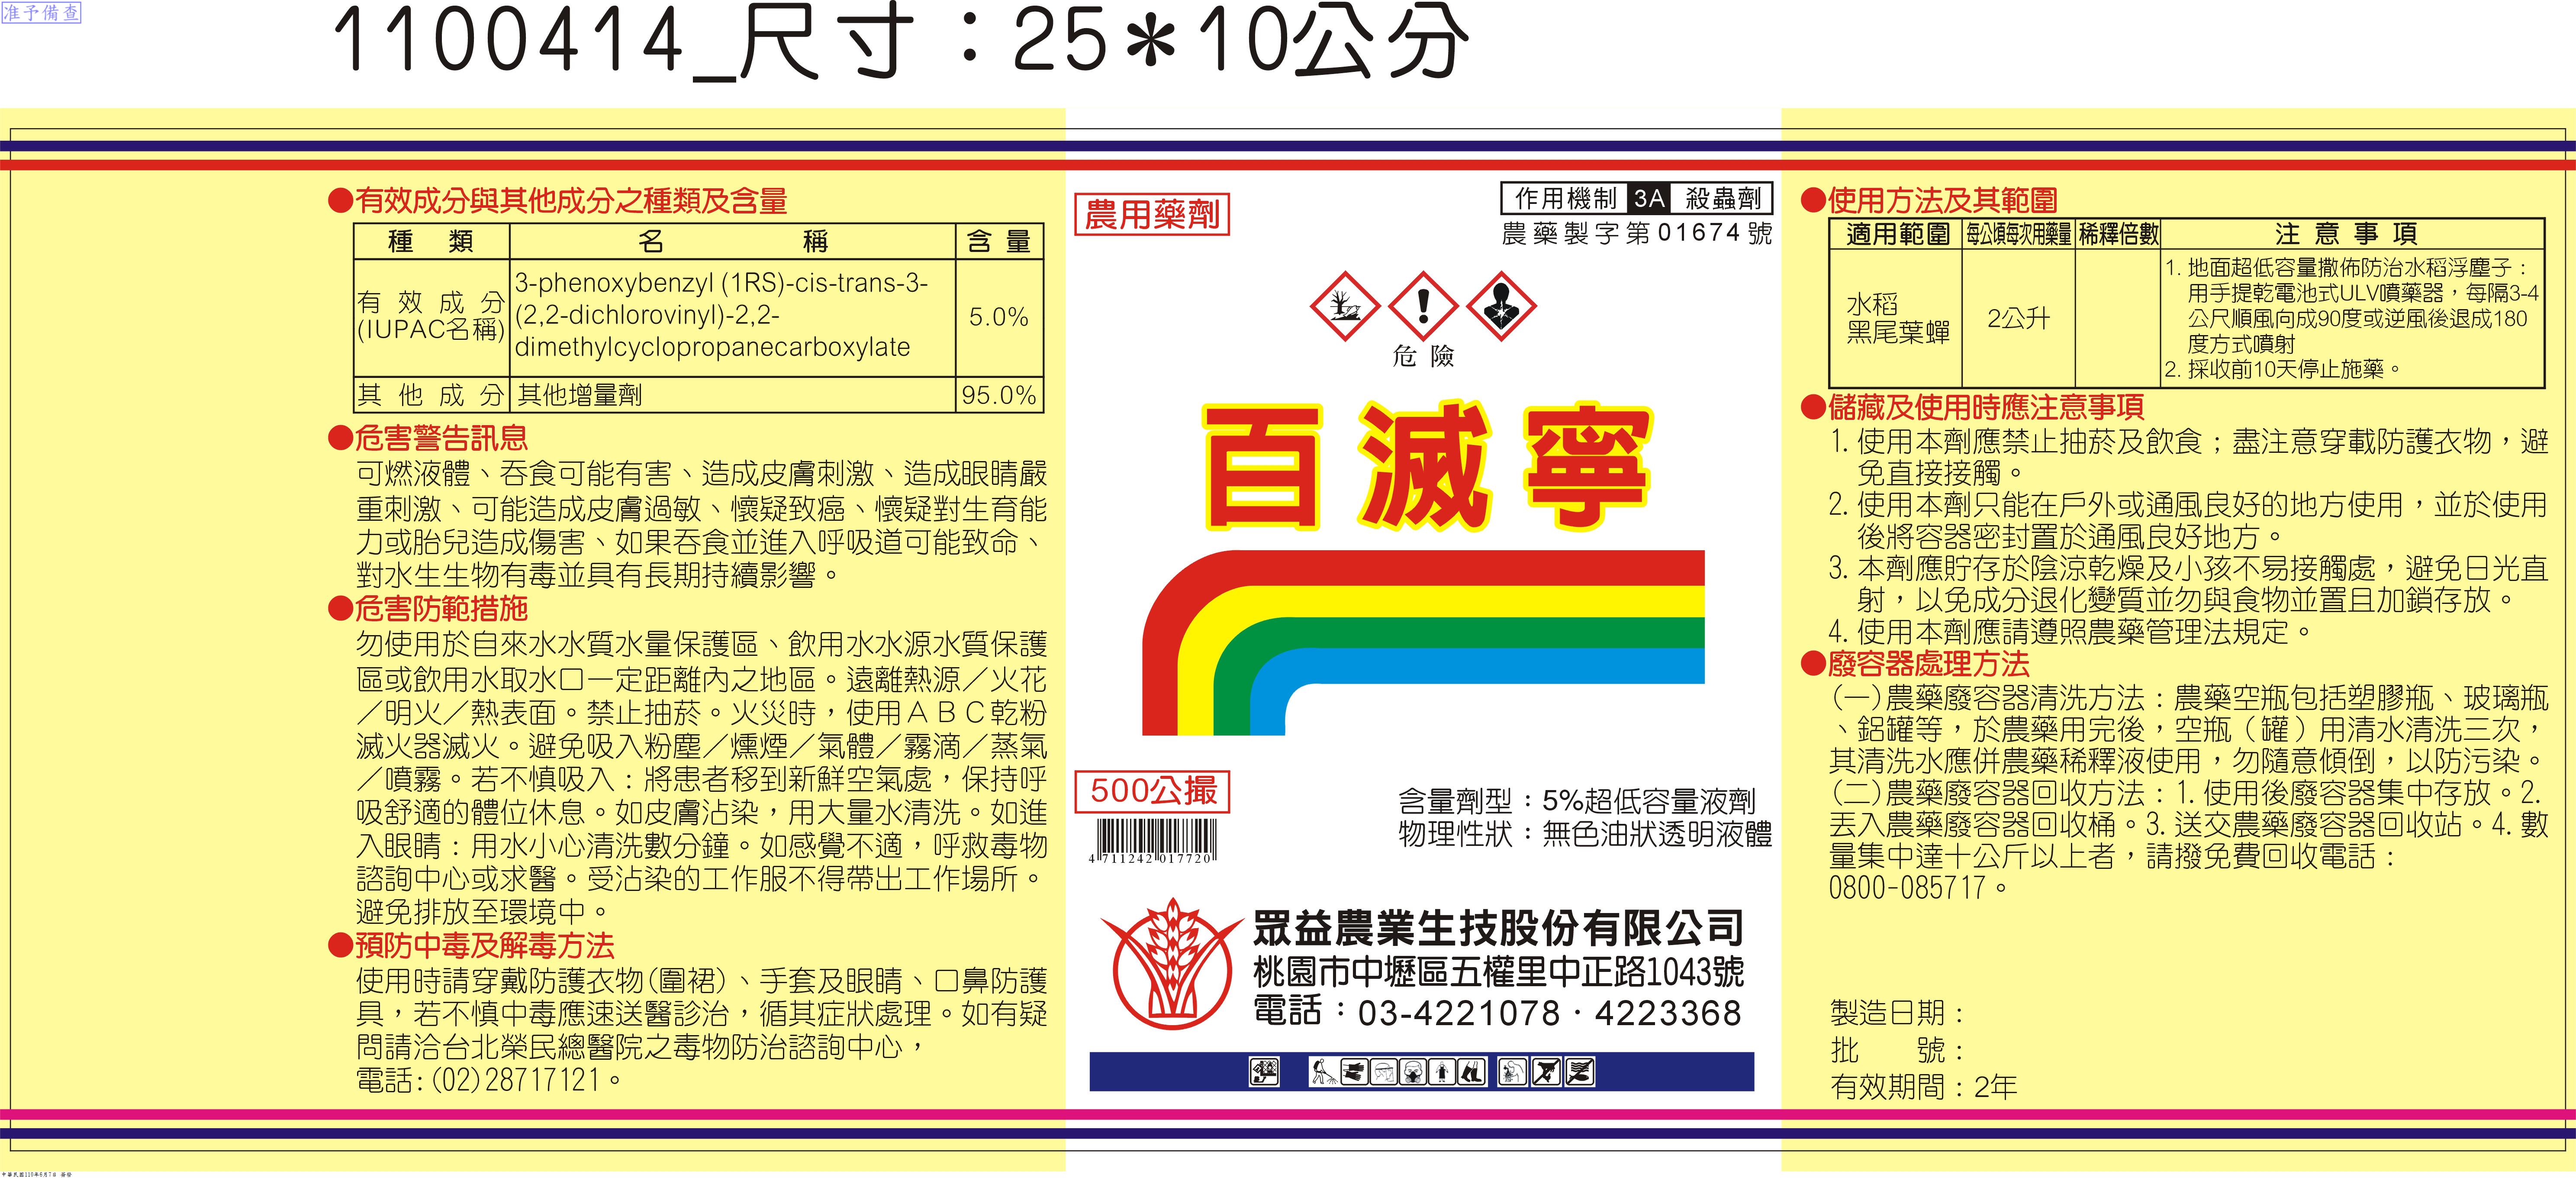 准予備查
1100414_尺寸：25*10公分
●有效成分與其他成分之種類及含量
種 類 名 稱 含 量
有 效 成 分
(IUPAC名稱)
3-phenoxybenzyl (1RS)-cis-trans-3-
(2,2-dichlorovinyl)-2,2-
dimethylcyclopropanecarboxylate
5.0%
其 他 成 分 其他增量劑 95.0%
●危害警告訊息
可燃液體、吞食可能有害、造成皮膚刺激、造成眼睛嚴
重刺激、可能造成皮膚過敏、懷疑致癌、懷疑對生育能
力或胎兒造成傷害、如果吞食並進入呼吸道可能致命、
對水生生物有毒並具有長期持續影響。
●危害防範措施
勿使用於自來水水質水量保護區、飲用水水源水質保護
區或飲用水取水口一定距離內之地區。遠離熱源／火花
／明火／熱表面。禁止抽菸。火災時，使用ＡＢＣ乾粉
滅火器滅火。避免吸入粉塵／燻煙／氣體／霧滴／蒸氣
／噴霧。若不慎吸入：將患者移到新鮮空氣處，保持呼
吸舒適的體位休息。如皮膚沾染，用大量水清洗。如進
入眼睛：用水小心清洗數分鐘。如感覺不適，呼救毒物
諮詢中心或求醫。受沾染的工作服不得帶出工作場所。
避免排放至環境中。
●預防中毒及解毒方法
使用時請穿戴防護衣物(圍裙)、手套及眼睛、口鼻防護
具，若不慎中毒應速送醫診治，循其症狀處理。如有疑
問請洽台北榮民總醫院之毒物防治諮詢中心，
電話:(02)28717121。
農用藥劑
作用機制 3A 殺蟲劑
農藥製字第01674號
危險
百滅寧
500公撮
4 711242 017720
含量劑型：5%超低容量液劑
物理性狀：無色油狀透明液體
眾益農業生技股份有限公司
桃園市中壢區五權里中正路1043號
電話：03-4221078．4223368
●使用方法及其範圍
適用範圍 每公頃每次用藥量 稀釋倍數 注 意 事 項
水稻
黑尾葉蟬
2公升
1. 地面超低容量撒佈防治水稻浮塵子：
用手提乾電池式ULV噴藥器，每隔3-4
公尺順風向成90度或逆風後退成180
度方式噴射
2. 採收前10天停止施藥。
●儲藏及使用時應注意事項
1. 使用本劑應禁止抽菸及飲食；盡注意穿載防護衣物，避
免直接接觸。
2. 使用本劑只能在戶外或通風良好的地方使用，並於使用
後將容器密封置於通風良好地方。
3. 本劑應貯存於陰涼乾燥及小孩不易接觸處，避免日光直
射，以免成分退化變質並勿與食物並置且加鎖存放。
4. 使用本劑應請遵照農藥管理法規定。
●廢容器處理方法
(一)農藥廢容器清洗方法：農藥空瓶包括塑膠瓶、玻璃瓶
、鋁罐等，於農藥用完後，空瓶（罐）用清水清洗三次，
其清洗水應併農藥稀釋液使用，勿隨意傾倒，以防污染。
(二)農藥廢容器回收方法：1. 使用後廢容器集中存放。2.
丟入農藥廢容器回收桶。3. 送交農藥廢容器回收站。4. 數
量集中達十公斤以上者，請撥免費回收電話：
0800-085717。
製造日期：
批 號：
有效期間：2年
中華民國110年6月7日